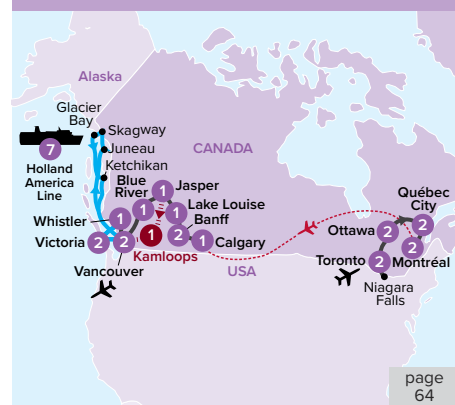 Alaska
Glacier
Bay
Skagway
7
Juneau
CANADA
Holland
America
Line
Ketchikan
Blue
River
Jasper
1
1
1
Lake Louise
Québec
City
Whistler
1
Banff
Ottawa
2
2
Victoria
2
2
1
2
1
Calgary
2
Kamloops
Toronto
2
Montréal
Vancouver
USA
Niagara
Falls
page
64